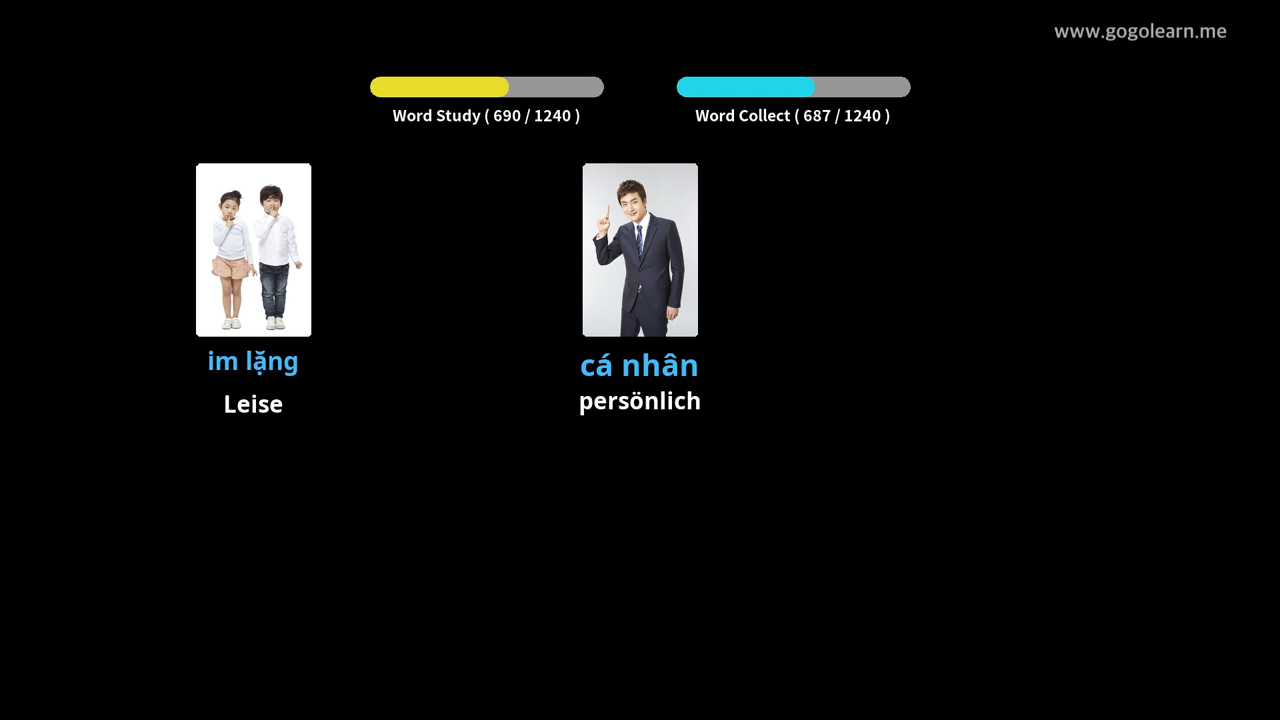 www.gogolearn.me
Word Study ( 690 / 1240 )
Word Collect ( 687 / 1240 )
im lặng
Leise
cá nhân
persönlich